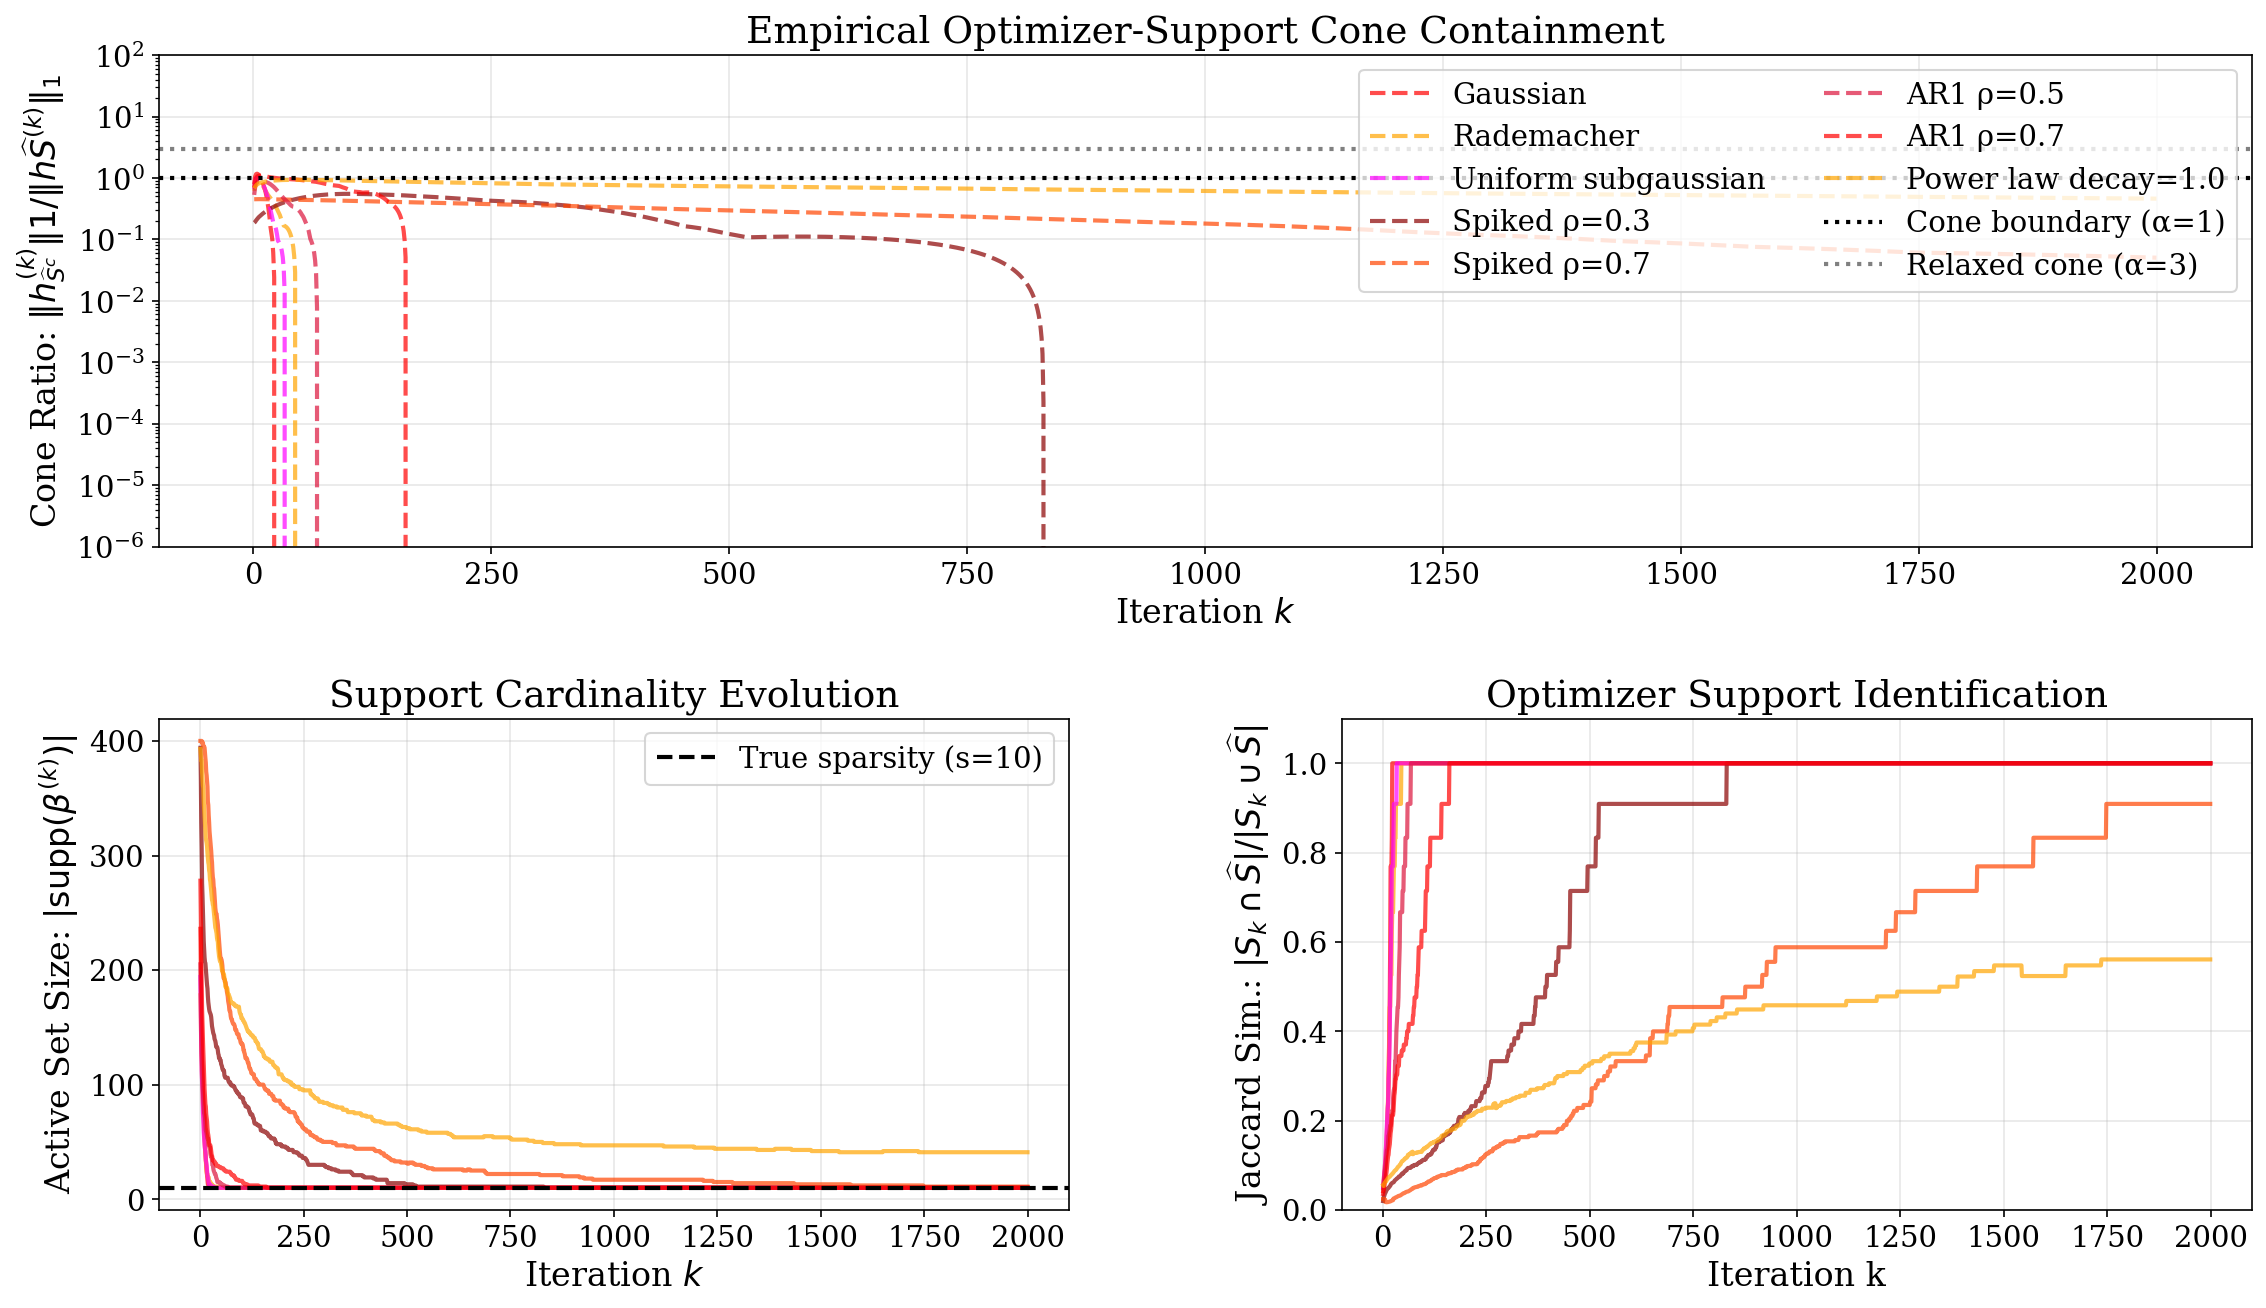 Empirical Optimizer-Support Cone Containment
Cone Ratio: ‖h_{Ŝ^c}^{(k)}‖1/‖hŜ^{(k)}‖₁
10²
10¹
10⁰
10⁻¹
10⁻²
10⁻³
10⁻⁴
10⁻⁵
10⁻⁶
Gaussian
Rademacher
Uniform subgaussian
Spiked ρ=0.3
Spiked ρ=0.7
AR1 ρ=0.5
AR1 ρ=0.7
Power law decay=1.0
Cone boundary (α=1)
Relaxed cone (α=3)
0 250 500 750 1000 1250 1500 1750 2000
Iteration k
Support Cardinality Evolution
Active Set Size: |supp(β^{(k)})|
400
300
200
100
0
True sparsity (s=10)
0 250 500 750 1000 1250 1500 1750 2000
Iteration k
Optimizer Support Identification
Jaccard Sim.: |S_k ∩ Ŝ|/|S_k ∪ Ŝ|
1.0
0.8
0.6
0.4
0.2
0.0
0 250 500 750 1000 1250 1500 1750 2000
Iteration k